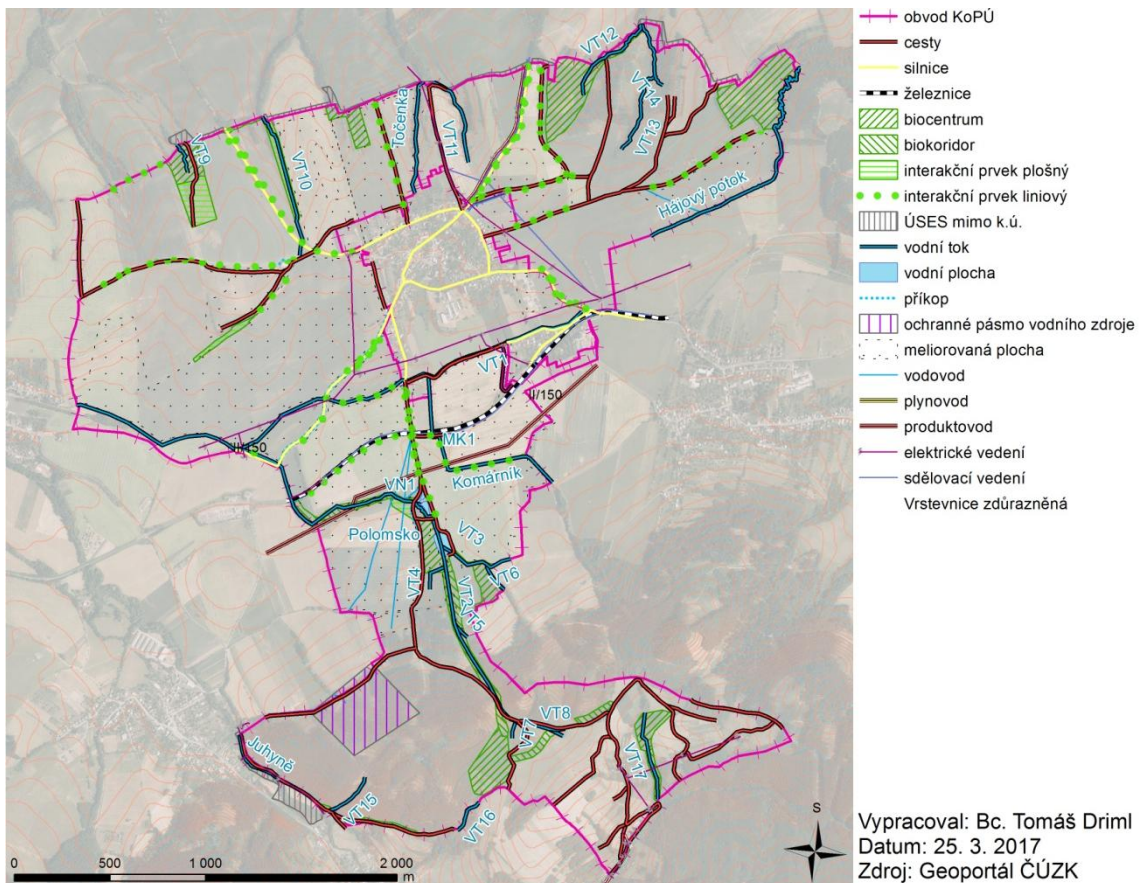 VT12
VT14
VT13
VT9
VT10
Točenka
VT11
Hájový potok
VT1
II/150
MK1
II/150
Komárník
VN1
Polomsko
VT3
VT4
VT2
VT6
VT5
VT8
VT7
VT17
Juhyně
VT15
VT16
S
0 500 1 000 2 000
m
obvod KoPÚ
cesty
silnice
železnice
biocentrum
biokoridor
interakční prvek plošný
interakční prvek liniový
ÚSES mimo k.ú.
vodní tok
vodní plocha
příkop
ochranné pásmo vodního zdroje
meliorovaná plocha
vodovod
plynovod
produktovod
elektrické vedení
sdělovací vedení
Vrstevnice zdůrazněná
Vypracoval: Bc. Tomáš Driml
Datum: 25. 3. 2017
Zdroj: Geoportál ČÚZK